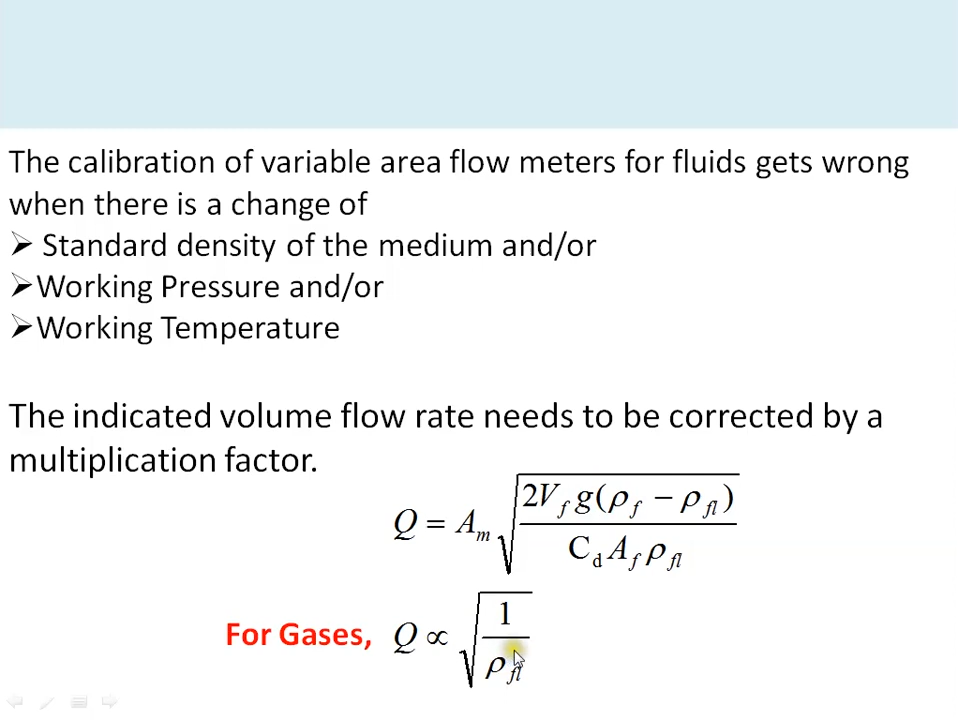 The calibration of variable area flow meters for fluids gets wrong
when there is a change of
➢ Standard density of the medium and/or
➢Working Pressure and/or
➢Working Temperature
The indicated volume flow rate needs to be corrected by a
multiplication factor.
Q = A_m √(2V_f g(ρ_f − ρ_fl) / C_d A_f ρ_fl)
For Gases, Q ∝ √(1 / ρ_fl)